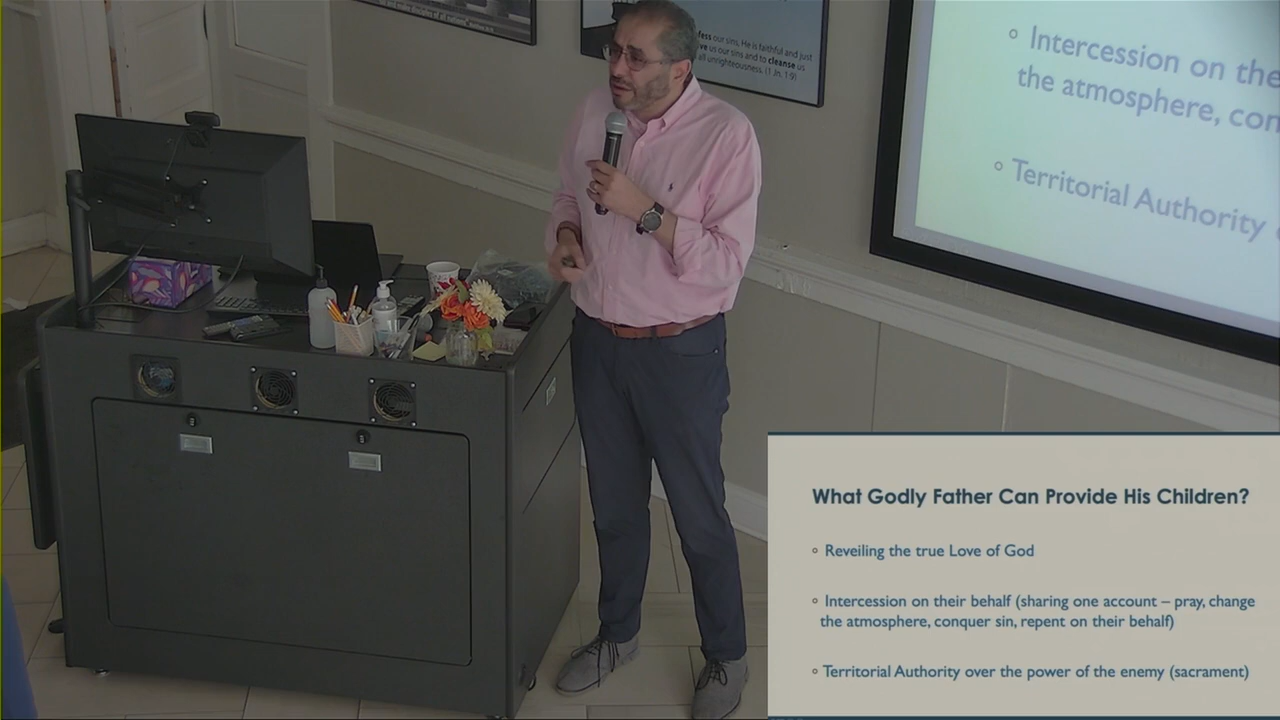 fess our sins, He is faithful and just
ve us our sins and to cleanse us
all unrighteousness. (1 Jn. 1:9)
Intercession on the
the atmosphere, con
Territorial Authority
What Godly Father Can Provide His Children?
Reveiling the true Love of God
Intercession on their behalf (sharing one account – pray, change
the atmosphere, conquer sin, repent on their behalf)
Territorial Authority over the power of the enemy (sacrament)